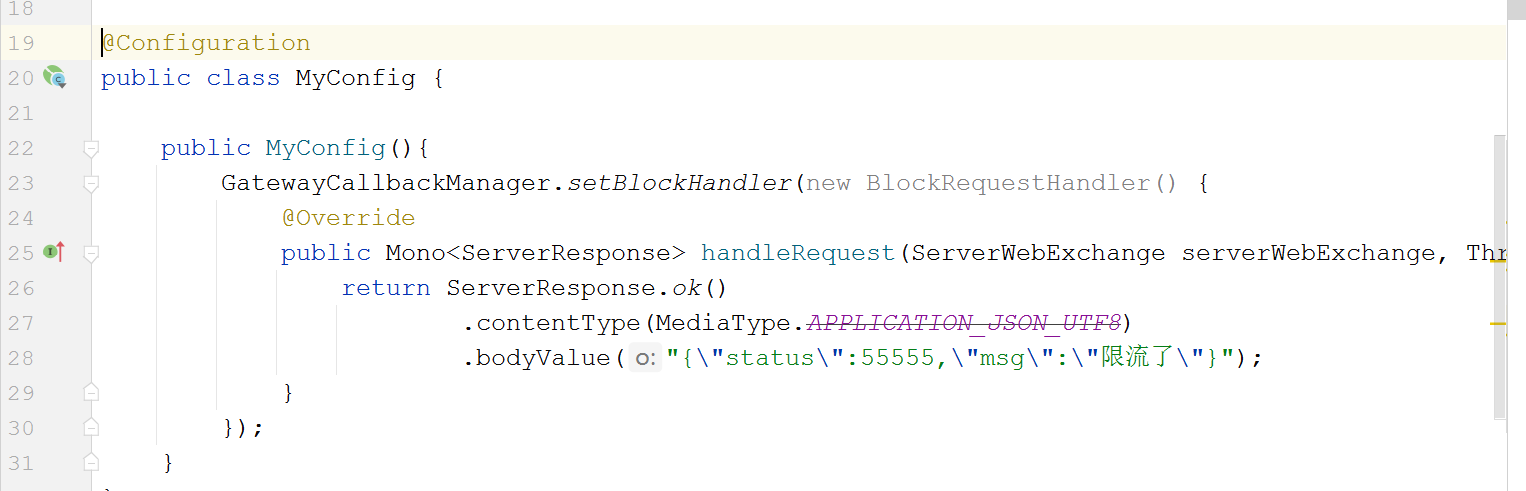 18
19 @Configuration
20 public class MyConfig {
21
22 public MyConfig(){
23 GatewayCallbackManager.setBlockHandler(new BlockRequestHandler() {
24 @Override
25 public Mono<ServerResponse> handleRequest(ServerWebExchange serverWebExchange, Thr
26 return ServerResponse.ok()
27 .contentType(MediaType.APPLICATION_JSON_UTF8)
28 .bodyValue( o: "{\"status\":55555,\"msg\":\"限流了\"}");
29 }
30 });
31 }